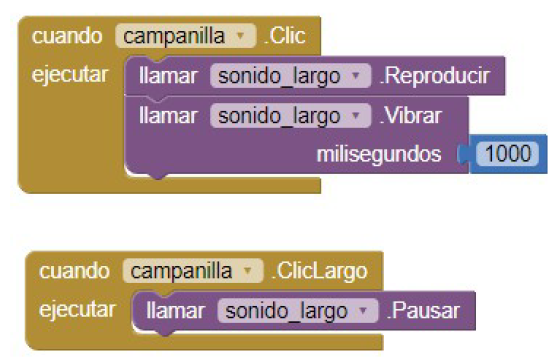 cuando campanilla .Clic
ejecutar llamar sonido_largo .Reproducir
llamar sonido_largo .Vibrar
milisegundos 1000
cuando campanilla .ClicLargo
ejecutar llamar sonido_largo .Pausar